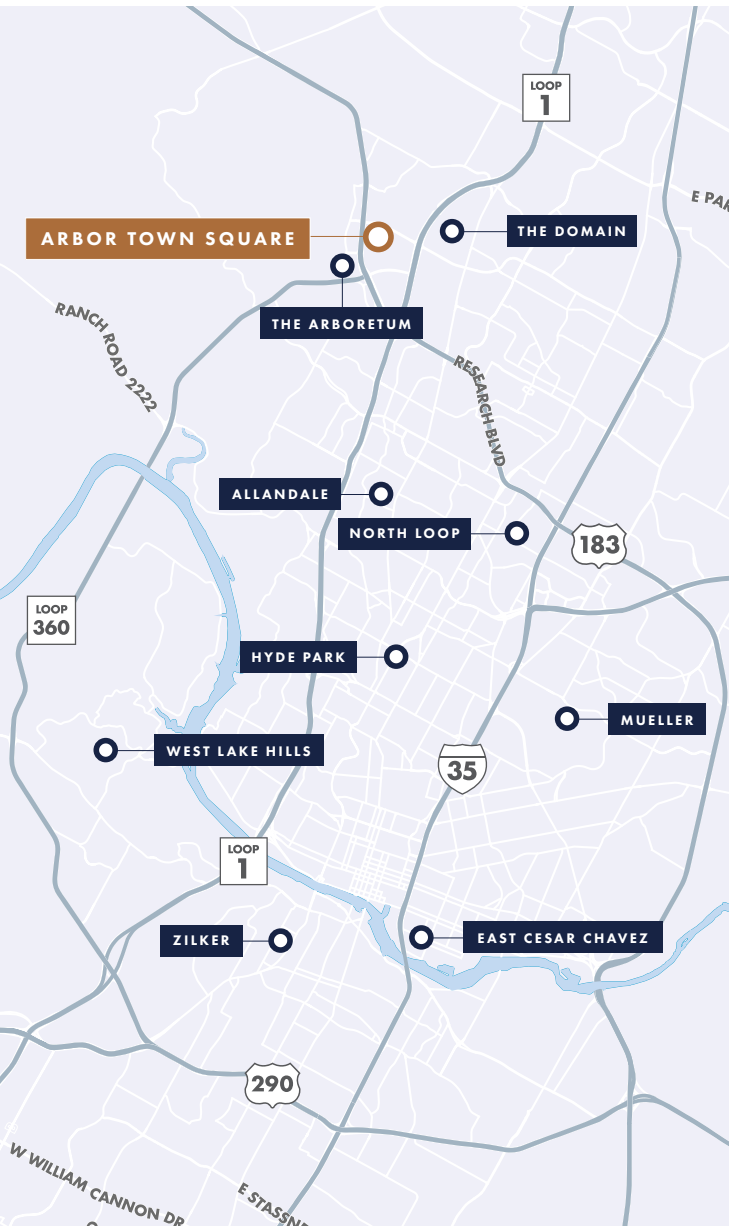 LOOP
1
E PAR
ARBOR TOWN SQUARE
THE DOMAIN
THE ARBORETUM
RANCH ROAD 2222
RESEARCH BLVD
ALLANDALE
NORTH LOOP
183
LOOP
360
HYDE PARK
MUELLER
WEST LAKE HILLS
35
LOOP
1
ZILKER
EAST CESAR CHAVEZ
290
W WILLIAM CANNON DR
E STASSN